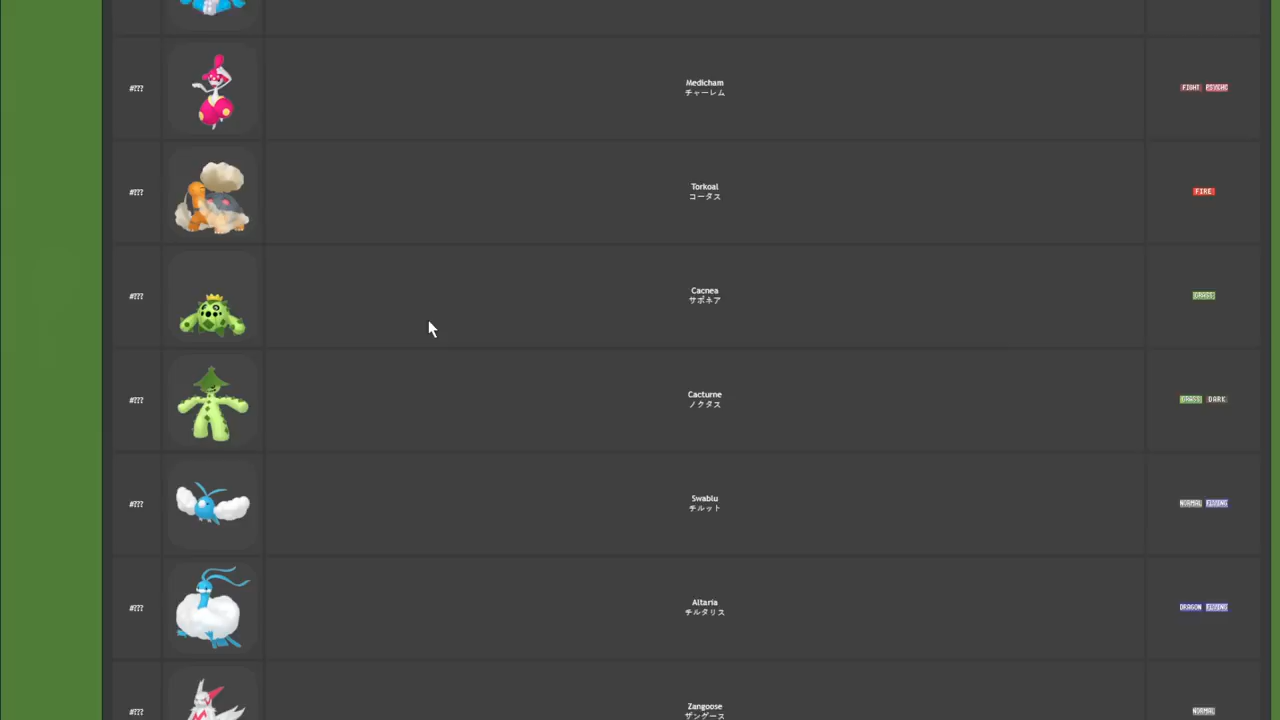 #???
Medicham
チャーレム
FIGHT PSYCHC
#???
Torkoal
コータス
FIRE
#???
Cacnea
サボネア
GRASS
#???
Cacturne
ノクタス
GRASS DARK
#???
Swablu
チルット
NORMAL FLYING
#???
Altaria
チルタリス
DRAGON FLYING
#???
Zangoose
ザングース
NORMAL